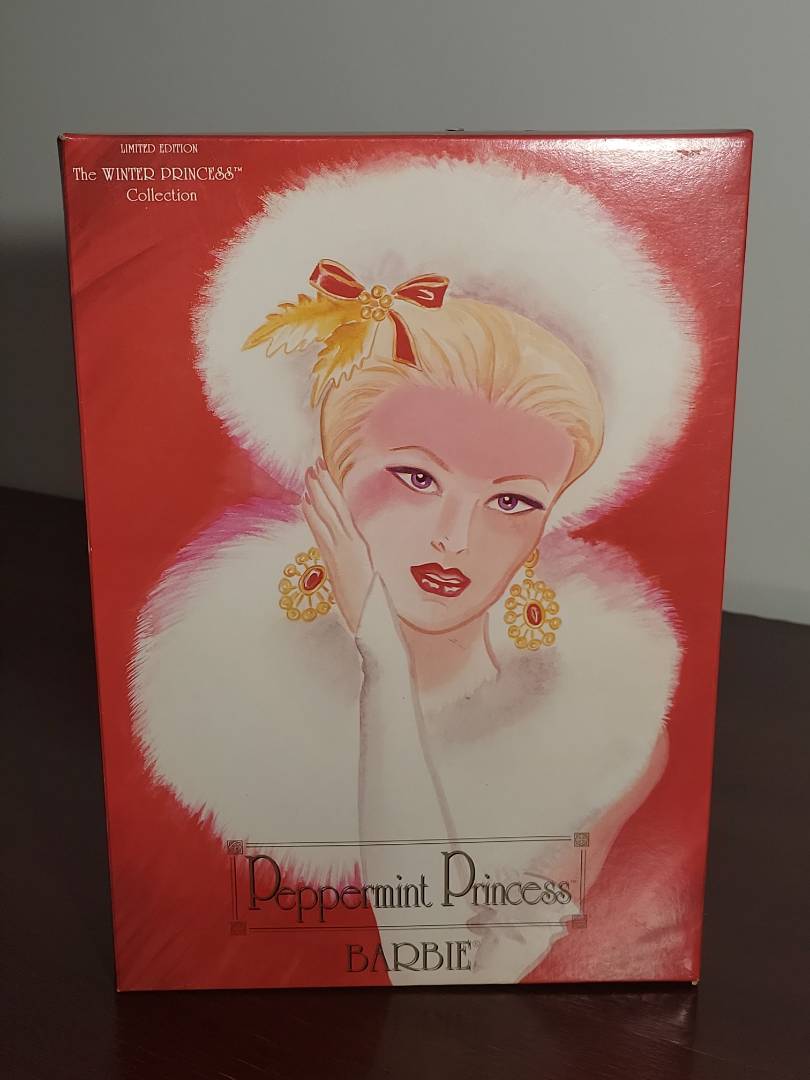 LIMITED EDITION
The WINTER PRINCESS™
Collection
Peppermint Princess™
BARBIE®